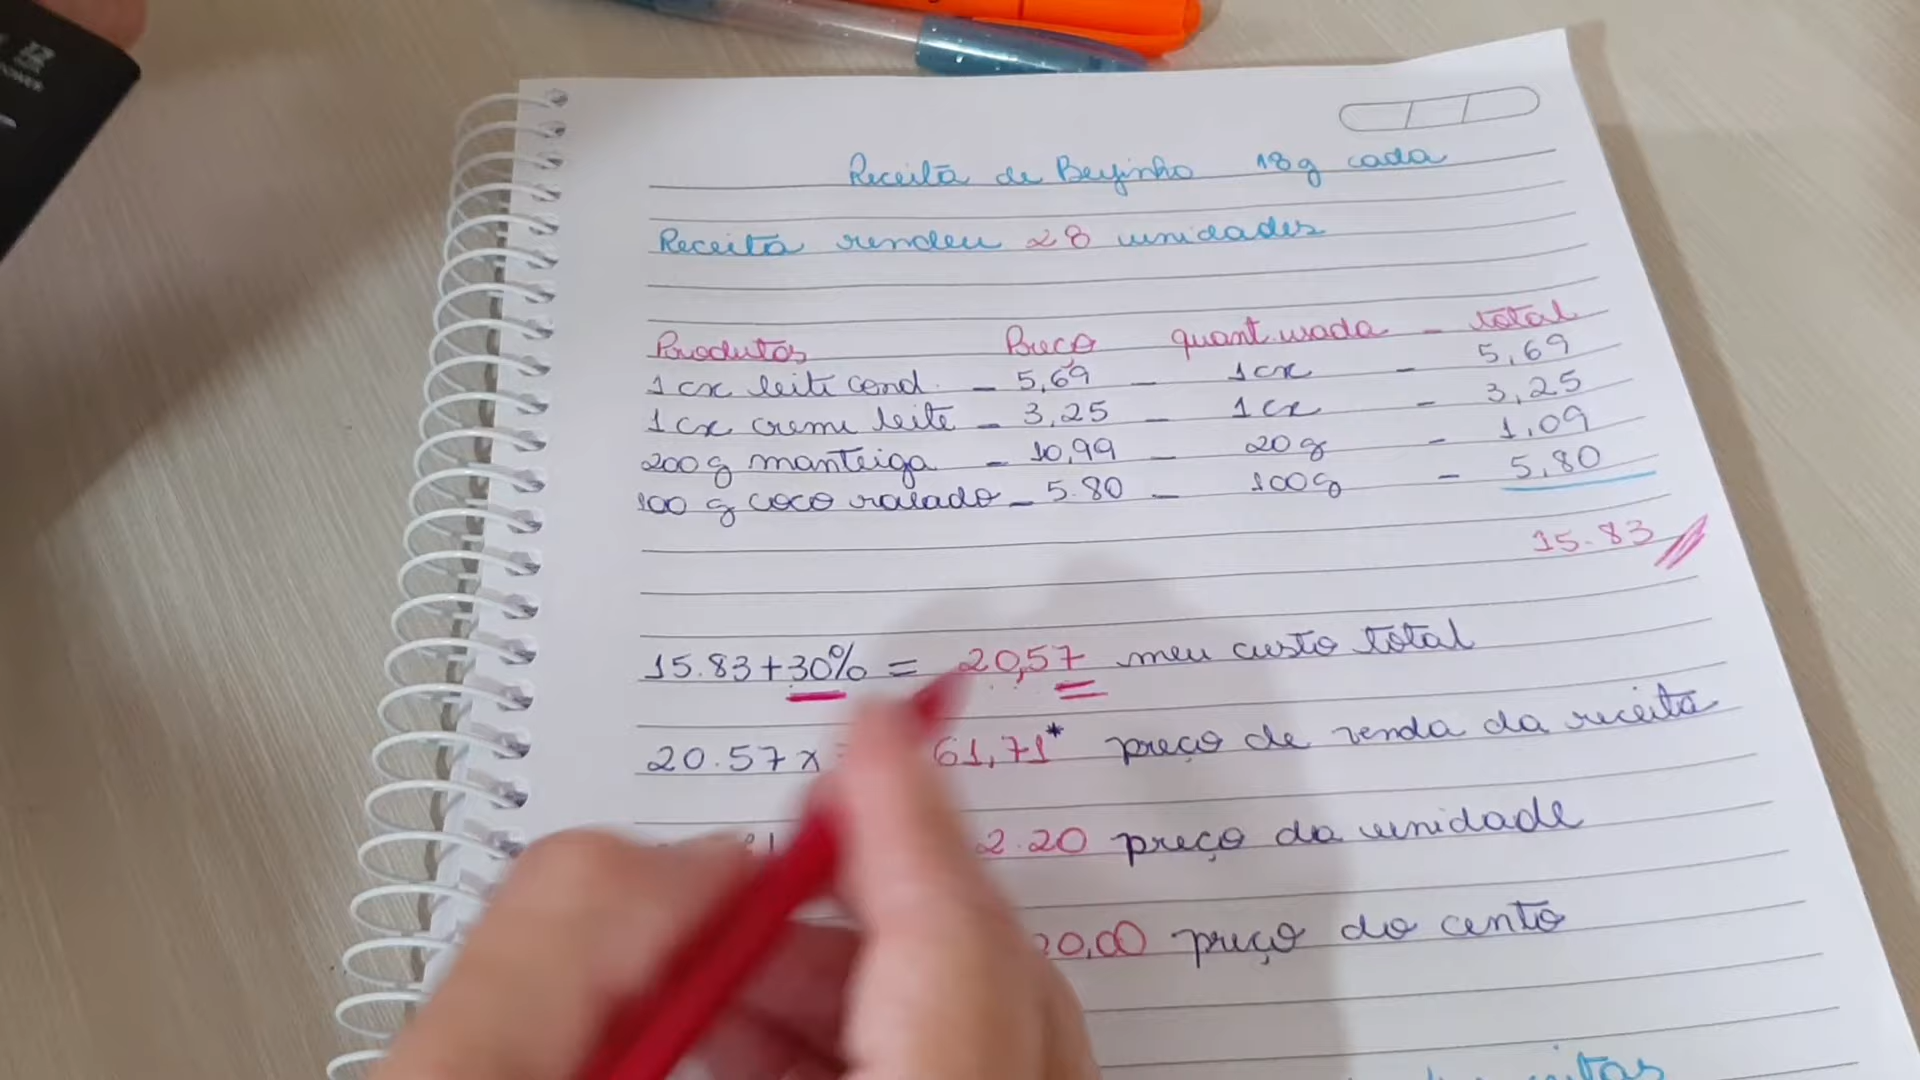 Receita de Beijinho 18g cada
Receita rendeu 28 unidades
Produtos Preço quant. usada - total
1 cx leite cond. - 5,69 - 1 cx - 5,69
1 cx creme leite - 3,25 - 1 cx - 3,25
200 g manteiga - 10,99 - 20 g - 1,09
100 g coco ralado - 5.80 - 100g - 5,80
15.83
15.83 + 30% = 20,57 meu custo total
20.57 x 61,71* preço de venda da receita
2.20 preço da unidade
20,00 preço do cento